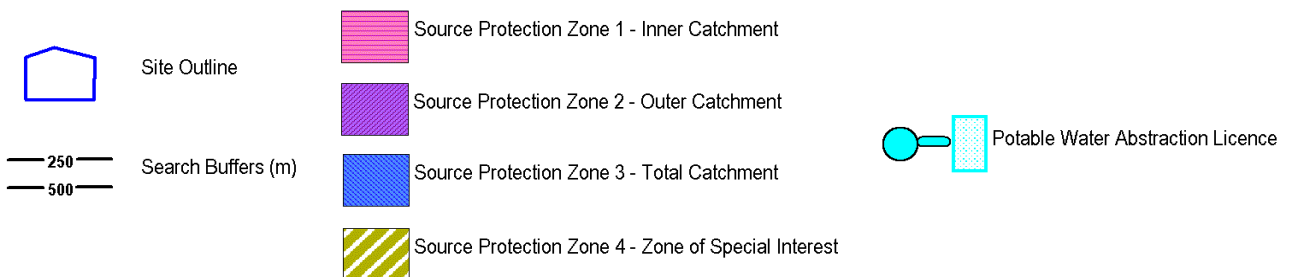 Site Outline
250
500
Search Buffers (m)
Source Protection Zone 1 - Inner Catchment
Source Protection Zone 2 - Outer Catchment
Source Protection Zone 3 - Total Catchment
Source Protection Zone 4 - Zone of Special Interest
Potable Water Abstraction Licence